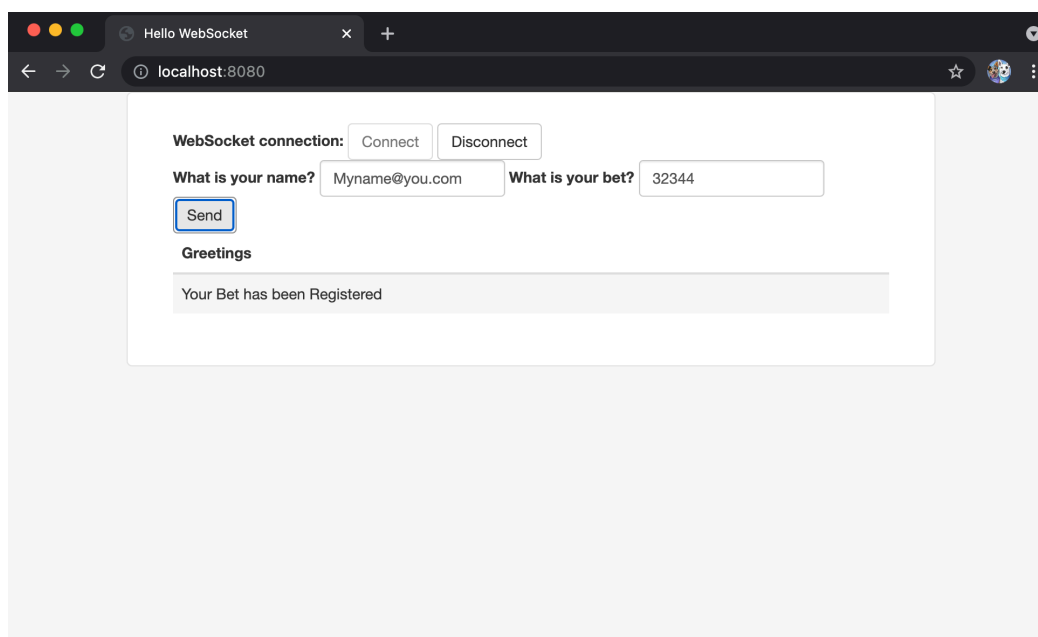 Hello WebSocket
localhost:8080
WebSocket connection: Connect Disconnect
What is your name? Myname@you.com What is your bet? 32344
Send
Greetings
Your Bet has been Registered